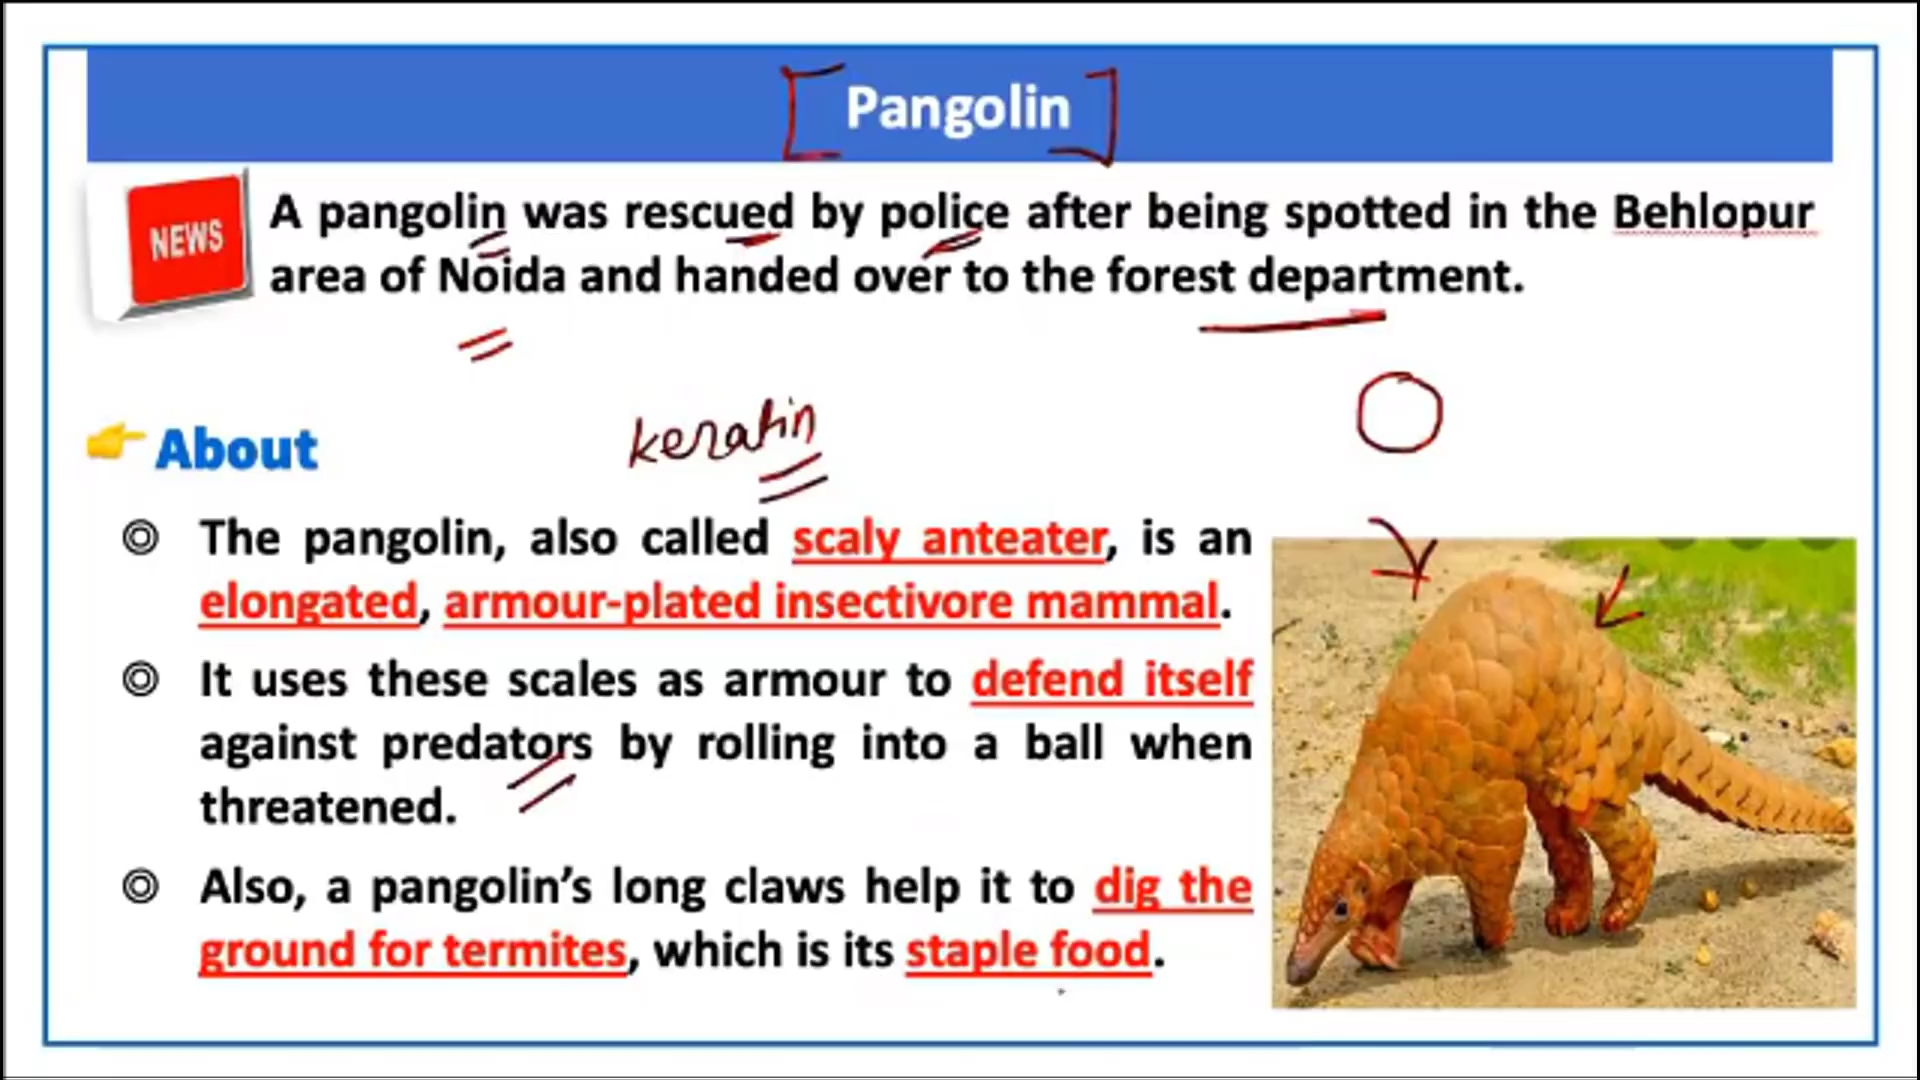 Pangolin
NEWS
A pangolin was rescued by police after being spotted in the Behlopur
area of Noida and handed over to the forest department.
keratin
About
The pangolin, also called scaly anteater, is an
elongated, armour-plated insectivore mammal.
It uses these scales as armour to defend itself
against predators by rolling into a ball when
threatened.
Also, a pangolin’s long claws help it to dig the
ground for termites, which is its staple food.